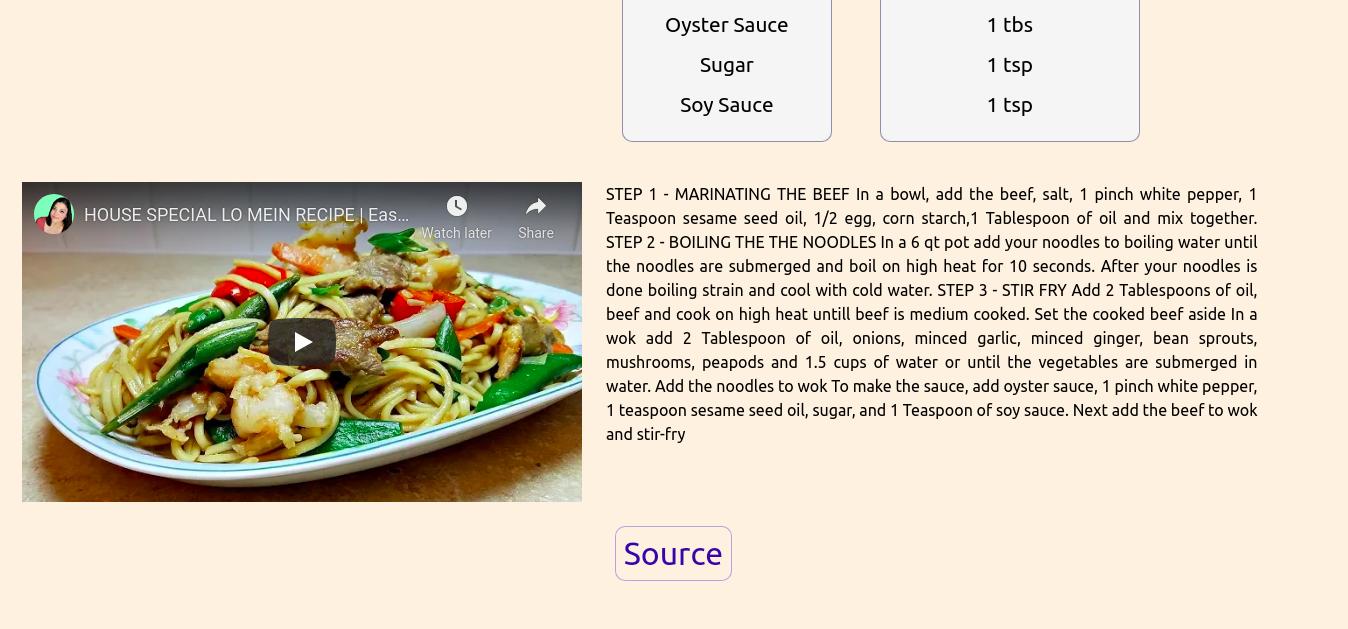 Oyster Sauce 1 tbs
Sugar 1 tsp
Soy Sauce 1 tsp
HOUSE SPECIAL LO MEIN RECIPE | Eas...
Watch later Share
STEP 1 - MARINATING THE BEEF In a bowl, add the beef, salt, 1 pinch white pepper, 1
Teaspoon sesame seed oil, 1/2 egg, corn starch,1 Tablespoon of oil and mix together.
STEP 2 - BOILING THE THE NOODLES In a 6 qt pot add your noodles to boiling water until
the noodles are submerged and boil on high heat for 10 seconds. After your noodles is
done boiling strain and cool with cold water. STEP 3 - STIR FRY Add 2 Tablespoons of oil,
beef and cook on high heat untill beef is medium cooked. Set the cooked beef aside In a
wok add 2 Tablespoon of oil, onions, minced garlic, minced ginger, bean sprouts,
mushrooms, peapods and 1.5 cups of water or until the vegetables are submerged in
water. Add the noodles to wok To make the sauce, add oyster sauce, 1 pinch white pepper,
1 teaspoon sesame seed oil, sugar, and 1 Teaspoon of soy sauce. Next add the beef to wok
and stir-fry
Source